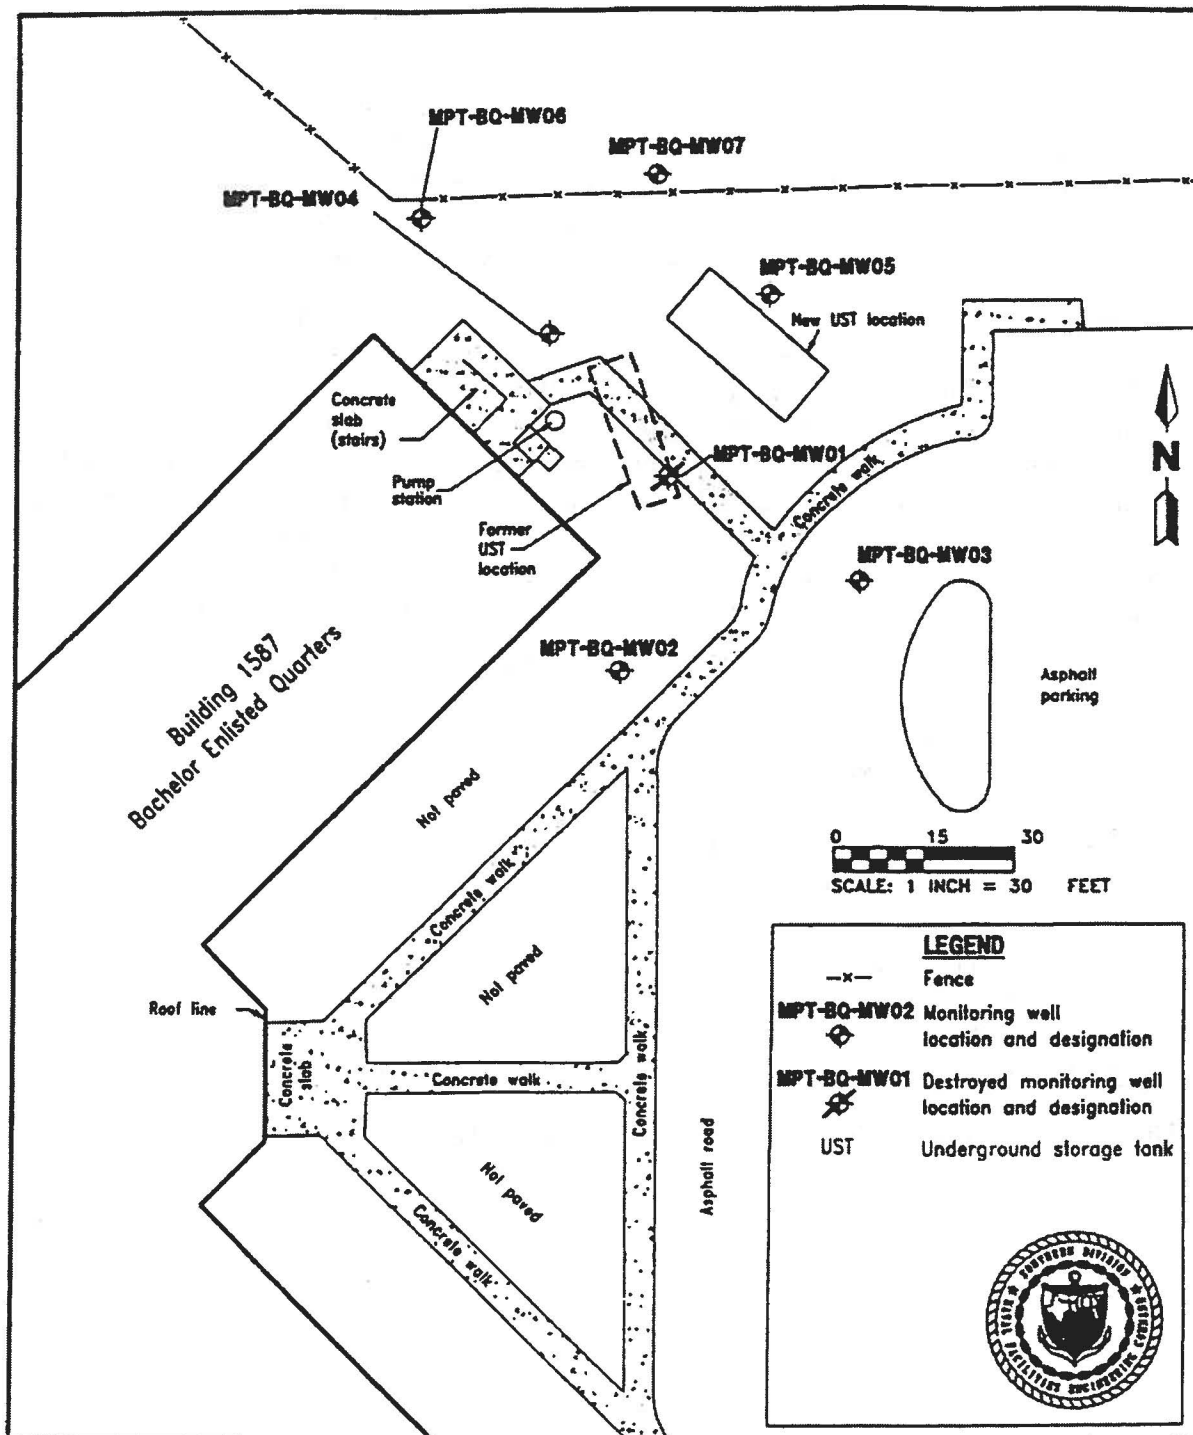 MPT-BQ-MW06
MPT-BQ-MW07
MPT-BQ-MW04
MPT-BQ-MW05
New UST location
Concrete
slab
(stairs)
MPT-BQ-MW01
Concrete walk
N
Pump
station
Former
UST
location
MPT-BQ-MW03
MPT-BQ-MW02
Building 1587
Bachelor Enlisted Quarters
Asphalt
parking
Not paved
0 15 30
SCALE: 1 INCH = 30 FEET
Concrete walk
Not paved
Roof line
Concrete
slab
Concrete walk
Concrete walk
Not paved
Concrete walk
Asphalt road
LEGEND
—x— Fence
MPT-BQ-MW02 Monitoring well
location and designation
MPT-BQ-MW01 Destroyed monitoring well
location and designation
UST Underground storage tank
SOUTHERN DIVISION
FACILITIES ENGINEERING